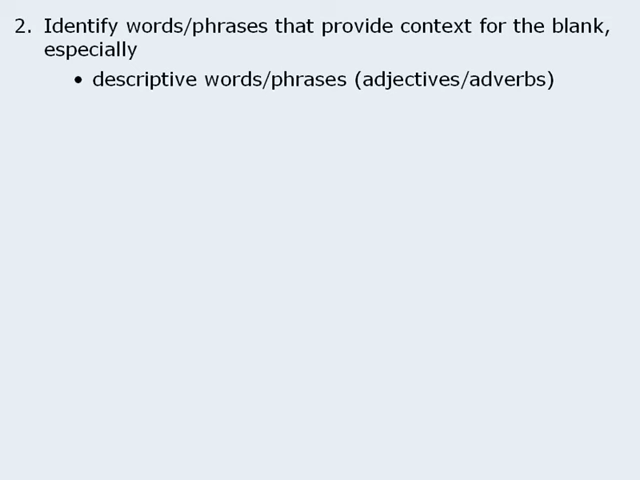 2. Identify words/phrases that provide context for the blank,
especially
• descriptive words/phrases (adjectives/adverbs)